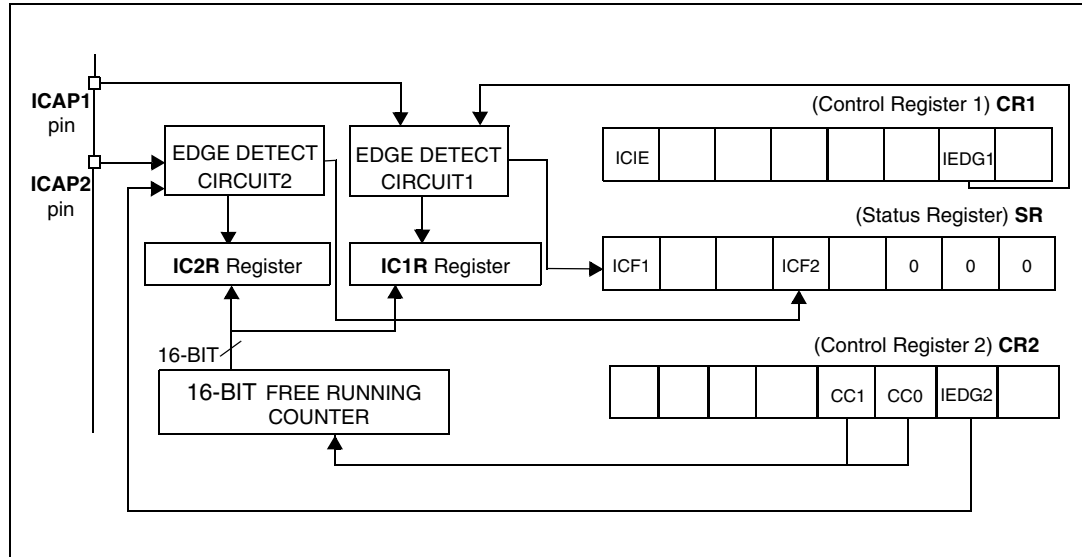 ICAP1
pin
ICAP2
pin
EDGE DETECT
CIRCUIT2
EDGE DETECT
CIRCUIT1
IC2R Register
IC1R Register
16-BIT
16-BIT FREE RUNNING
COUNTER
(Control Register 1) CR1
ICIE IEDG1
(Status Register) SR
ICF1 ICF2 0 0 0
(Control Register 2) CR2
CC1 CC0 IEDG2